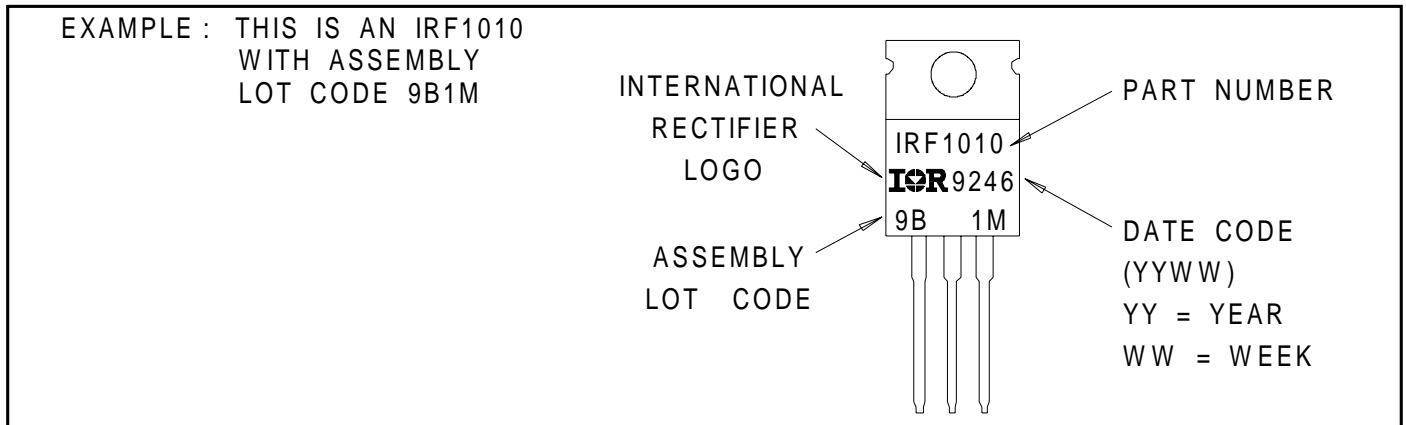 EXAMPLE : THIS IS AN IRF1010
WITH ASSEMBLY
LOT CODE 9B1M
INTERNATIONAL
RECTIFIER
LOGO
ASSEMBLY
LOT CODE
IRF1010
IOR 9246
9B 1M
PART NUMBER
DATE CODE
(YYWW)
YY = YEAR
WW = WEEK